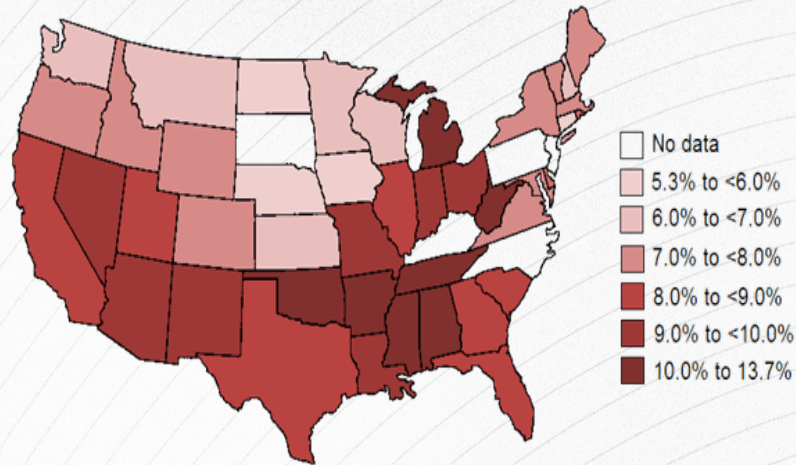 No data
5.3% to <6.0%
6.0% to <7.0%
7.0% to <8.0%
8.0% to <9.0%
9.0% to <10.0%
10.0% to 13.7%